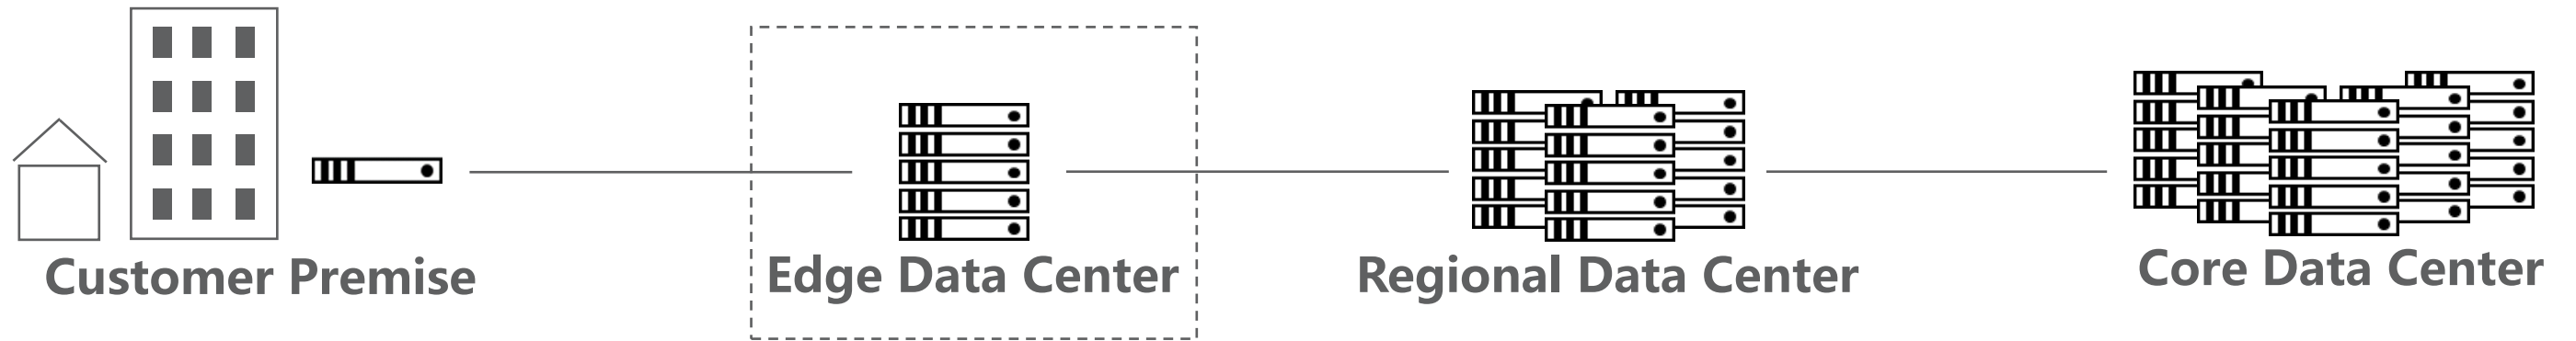 Customer Premise
Edge Data Center
Regional Data Center
Core Data Center